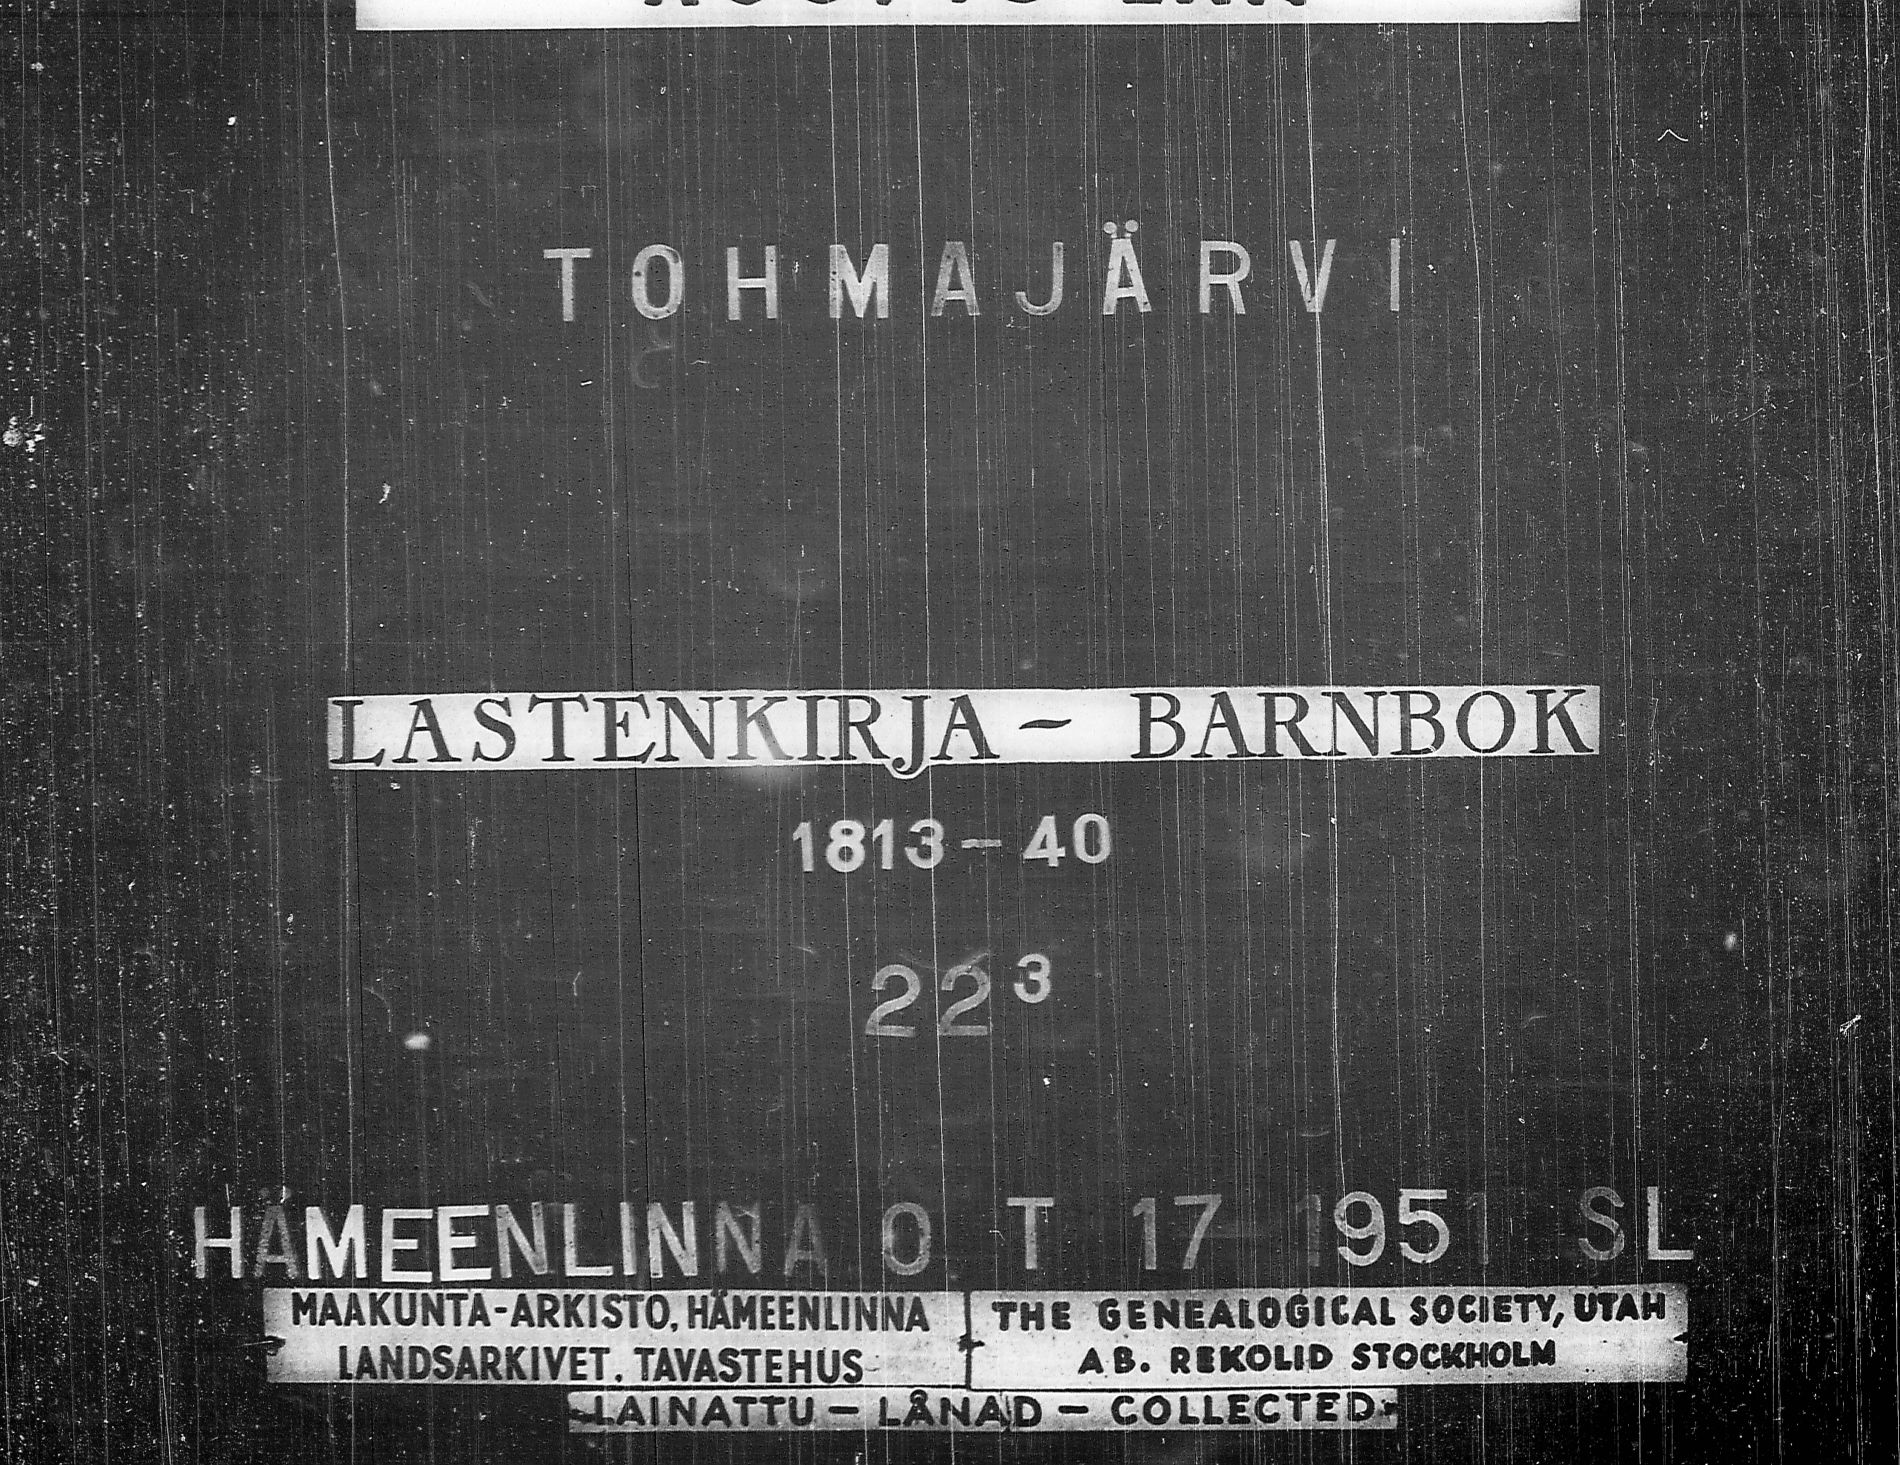 TOHMAJÄRVI
LASTENKIRJA - BARNBOK
1813-40
22³
HÄMEENLINNA O T 17 1951 SL
MAAKUNTA-ARKISTO, HÄMEENLINNA
LANDSARKIVET, TAVASTEHUS
THE GENEALOGICAL SOCIETY, UTAH
A.B. REKOLID STOCKHOLM
LAINATTU - LÅNAD - COLLECTED